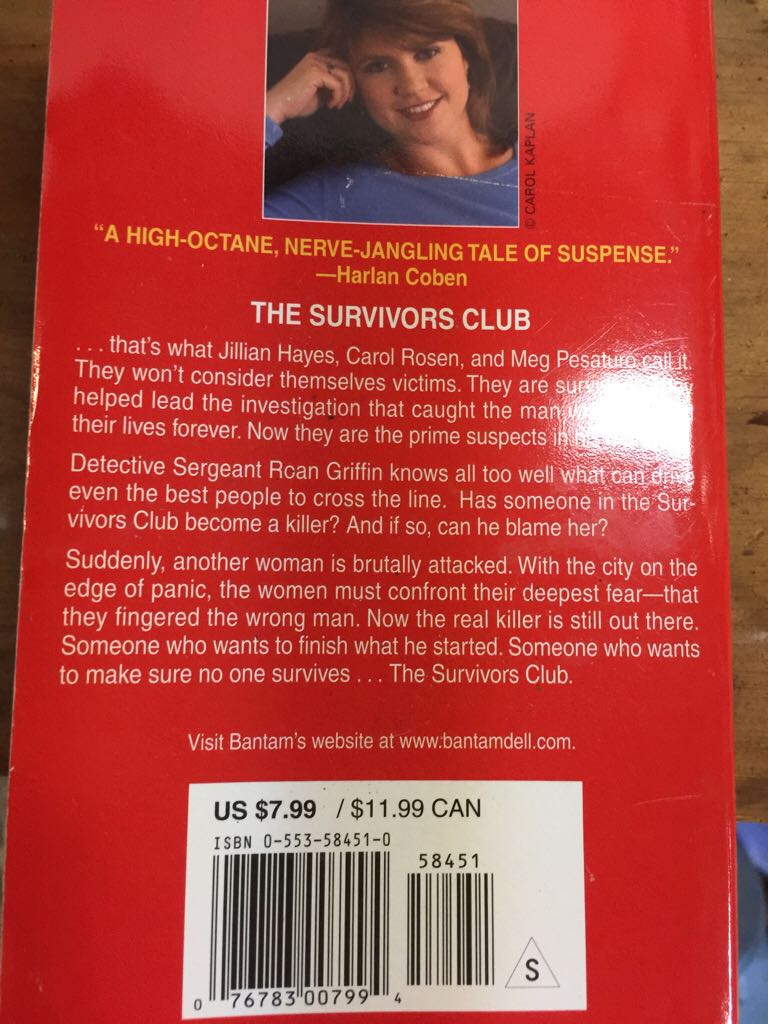 © CAROL KAPLAN
“A HIGH-OCTANE, NERVE-JANGLING TALE OF SUSPENSE.”
—Harlan Coben
THE SURVIVORS CLUB
. . . that’s what Jillian Hayes, Carol Rosen, and Meg Pesaturo call it.
They won’t consider themselves victims. They are
helped lead the investigation that caught the man
their lives forever. Now they are the prime suspects in
Detective Sergeant Roan Griffin knows all too well what can drive
even the best people to cross the line. Has someone in the Sur-
vivors Club become a killer? And if so, can he blame her?
Suddenly, another woman is brutally attacked. With the city on the
edge of panic, the women must confront their deepest fear—that
they fingered the wrong man. Now the real killer is still out there.
Someone who wants to finish what he started. Someone who wants
to make sure no one survives . . . The Survivors Club.
Visit Bantam’s website at www.bantamdell.com.
US $7.99 / $11.99 CAN
ISBN 0-553-58451-0
58451
S
0 76783 00799 4